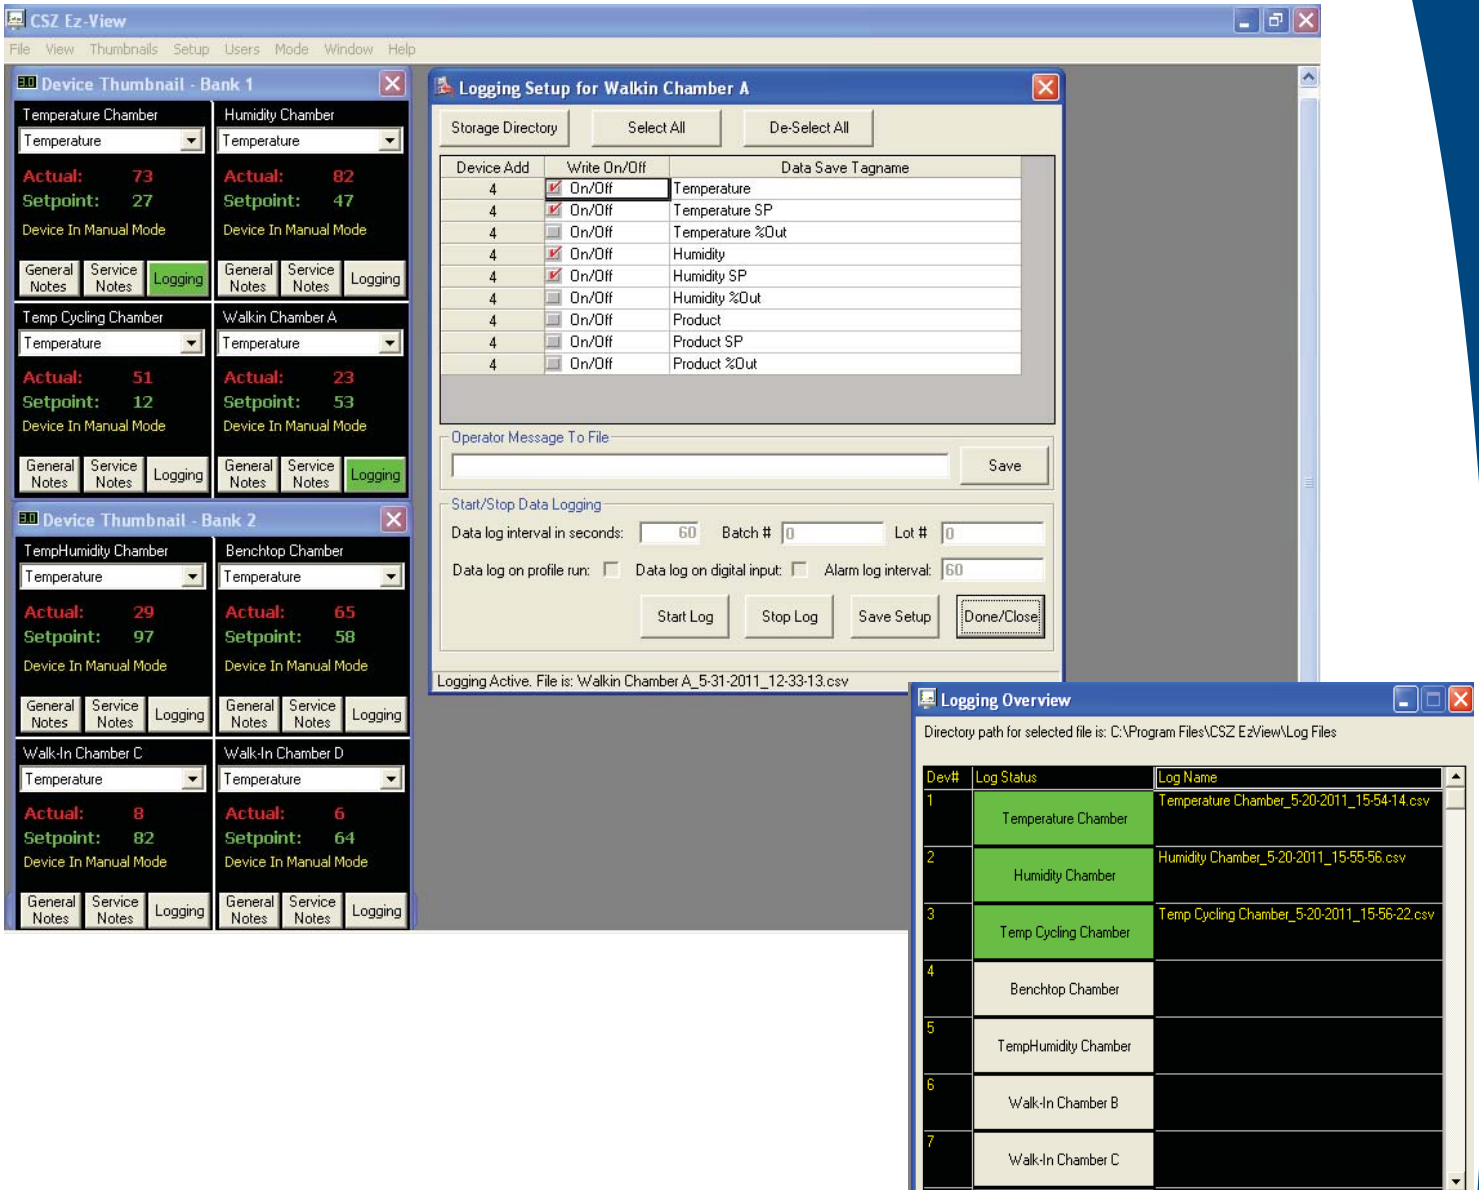 CSZ Ez-View
File View Thumbnails Setup Users Mode Window Help
Device Thumbnail - Bank 1
Temperature Chamber
Temperature
Actual: 73
Setpoint: 27
Device In Manual Mode
General Notes Service Notes Logging
Humidity Chamber
Temperature
Actual: 82
Setpoint: 47
Device In Manual Mode
General Notes Service Notes Logging
Temp Cycling Chamber
Temperature
Actual: 51
Setpoint: 12
Device In Manual Mode
General Notes Service Notes Logging
Walkin Chamber A
Temperature
Actual: 23
Setpoint: 53
Device In Manual Mode
General Notes Service Notes Logging
Device Thumbnail - Bank 2
TempHumidity Chamber
Temperature
Actual: 29
Setpoint: 97
Device In Manual Mode
General Notes Service Notes Logging
Benchtop Chamber
Temperature
Actual: 65
Setpoint: 58
Device In Manual Mode
General Notes Service Notes Logging
Walk-In Chamber C
Temperature
Actual: 8
Setpoint: 82
Device In Manual Mode
General Notes Service Notes Logging
Walk-In Chamber D
Temperature
Actual: 6
Setpoint: 64
Device In Manual Mode
General Notes Service Notes Logging
Logging Setup for Walkin Chamber A
Storage Directory Select All De-Select All
Device Add Write On/Off Data Save Tagname
4 On/Off Temperature
4 On/Off Temperature SP
4 On/Off Temperature %Out
4 On/Off Humidity
4 On/Off Humidity SP
4 On/Off Humidity %Out
4 On/Off Product
4 On/Off Product SP
4 On/Off Product %Out
Operator Message To File
Save
Start/Stop Data Logging
Data log interval in seconds: 60 Batch # 0 Lot # 0
Data log on profile run: Data log on digital input: Alarm log interval: 60
Start Log Stop Log Save Setup Done/Close
Logging Active. File is: Walkin Chamber A_5-31-2011_12-33-13.csv
Logging Overview
Directory path for selected file is: C:\Program Files\CSZ EzView\Log Files
Dev# Log Status Log Name
1 Temperature Chamber Temperature Chamber_5-20-2011_15-54-14.csv
2 Humidity Chamber Humidity Chamber_5-20-2011_15-55-56.csv
3 Temp Cycling Chamber Temp Cycling Chamber_5-20-2011_15-56-22.csv
4 Benchtop Chamber
5 TempHumidity Chamber
6 Walk-In Chamber B
7 Walk-In Chamber C